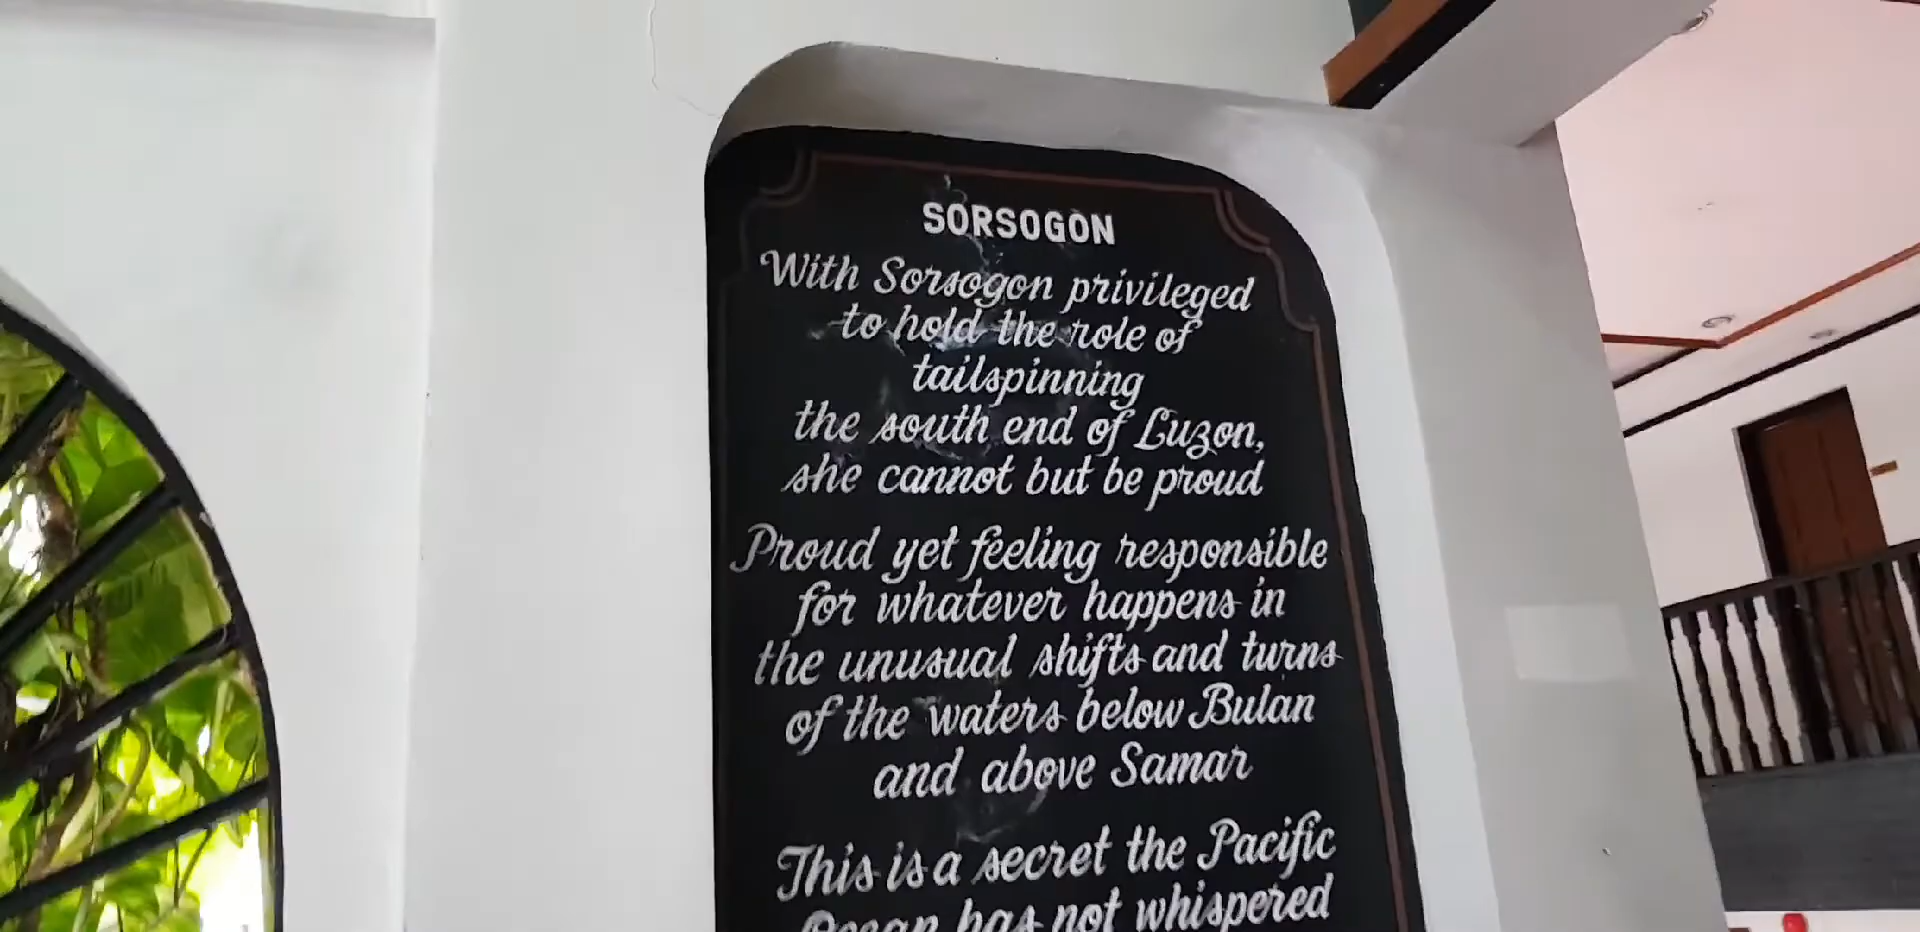 SORSOGON
With Sorsogon privileged
to hold the role of
tailspinning
the south end of Luzon,
she cannot but be proud
Proud yet feeling responsible
for whatever happens in
the unusual shifts and turns
of the waters below Bulan
and above Samar
This is a secret the Pacific
Ocean has not whispered